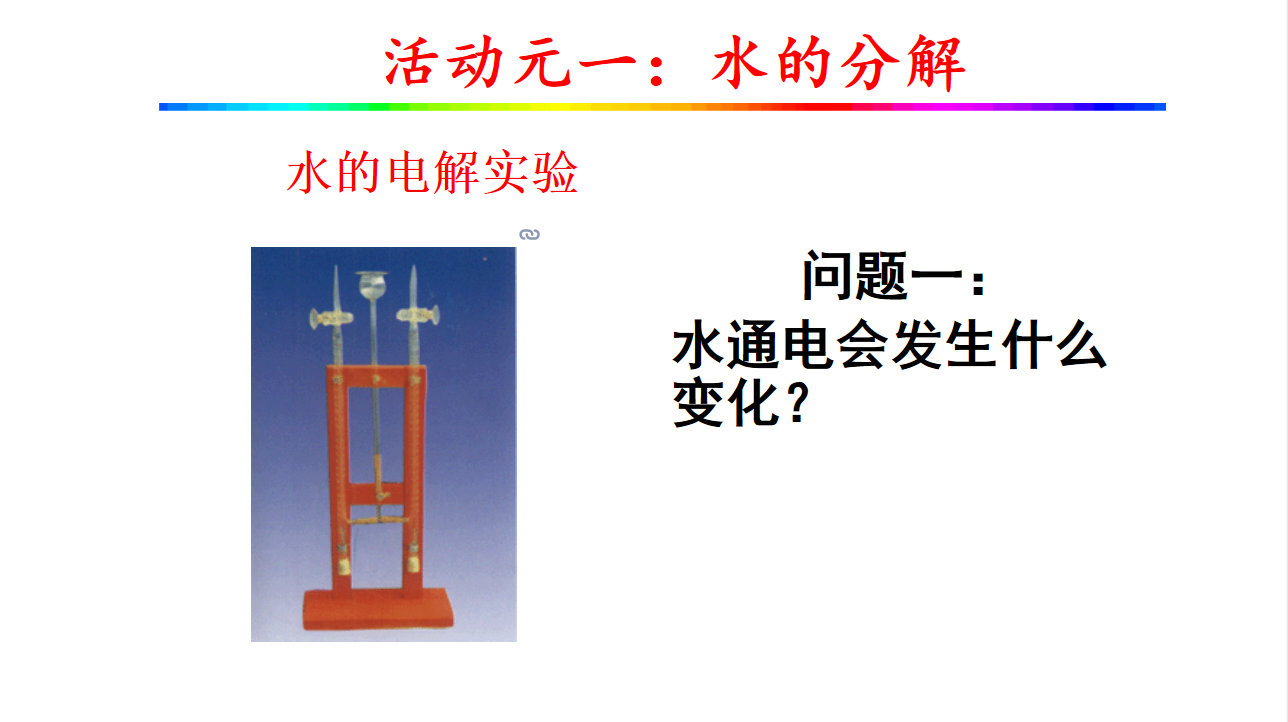 活动元一：水的分解
水的电解实验
问题一：
水通电会发生什么
变化？